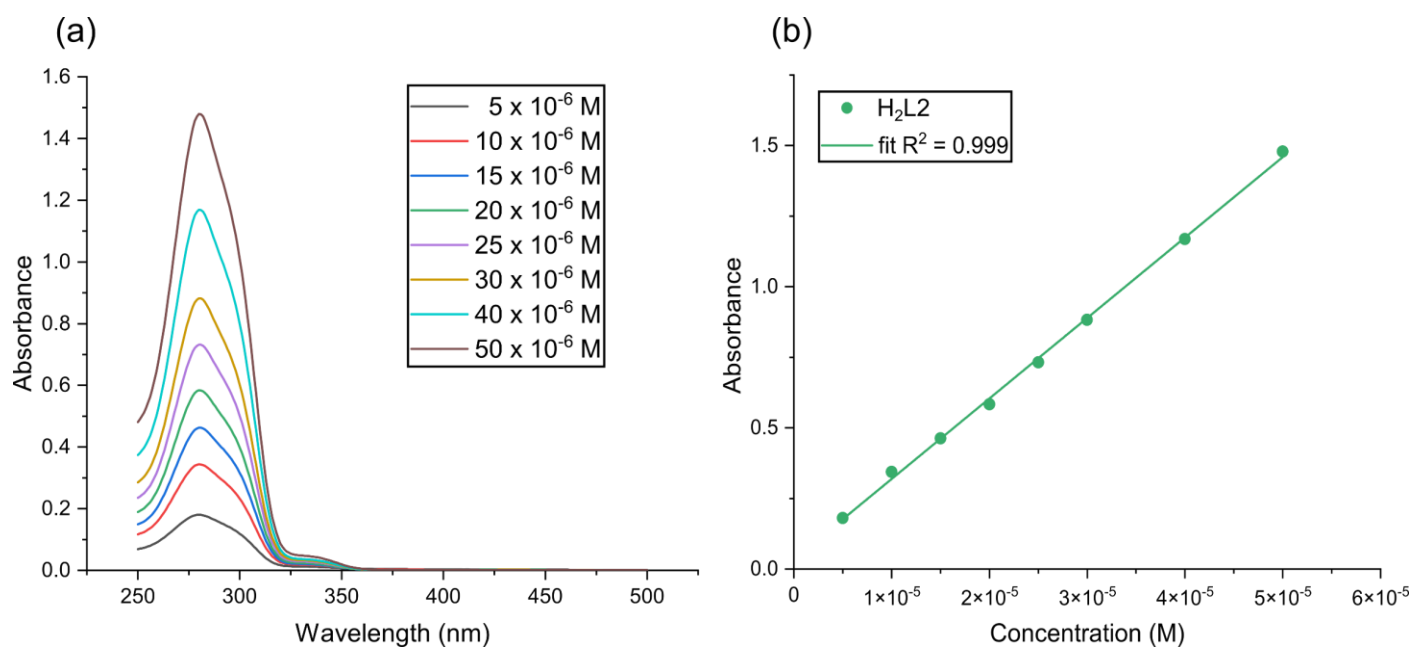 (a)
Absorbance
1.6
1.4
1.2
1.0
0.8
0.6
0.4
0.2
0.0
5 x 10⁻⁶ M
10 x 10⁻⁶ M
15 x 10⁻⁶ M
20 x 10⁻⁶ M
25 x 10⁻⁶ M
30 x 10⁻⁶ M
40 x 10⁻⁶ M
50 x 10⁻⁶ M
250 300 350 400 450 500
Wavelength (nm)
(b)
Absorbance
1.5
1.0
0.5
0.0
H₂L2
fit R² = 0.999
0 1×10⁻⁵ 2×10⁻⁵ 3×10⁻⁵ 4×10⁻⁵ 5×10⁻⁵ 6×10⁻⁵
Concentration (M)